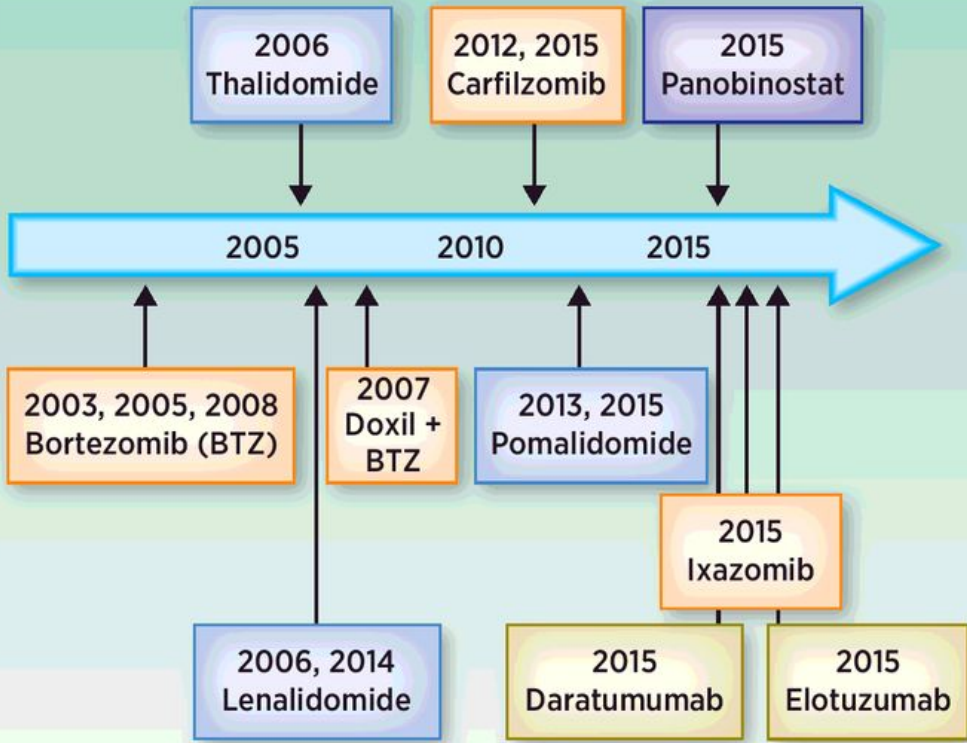 2006
Thalidomide
2012, 2015
Carfilzomib
2015
Panobinostat
2005
2010
2015
2003, 2005, 2008
Bortezomib (BTZ)
2007
Doxil +
BTZ
2013, 2015
Pomalidomide
2015
Ixazomib
2006, 2014
Lenalidomide
2015
Daratumumab
2015
Elotuzumab